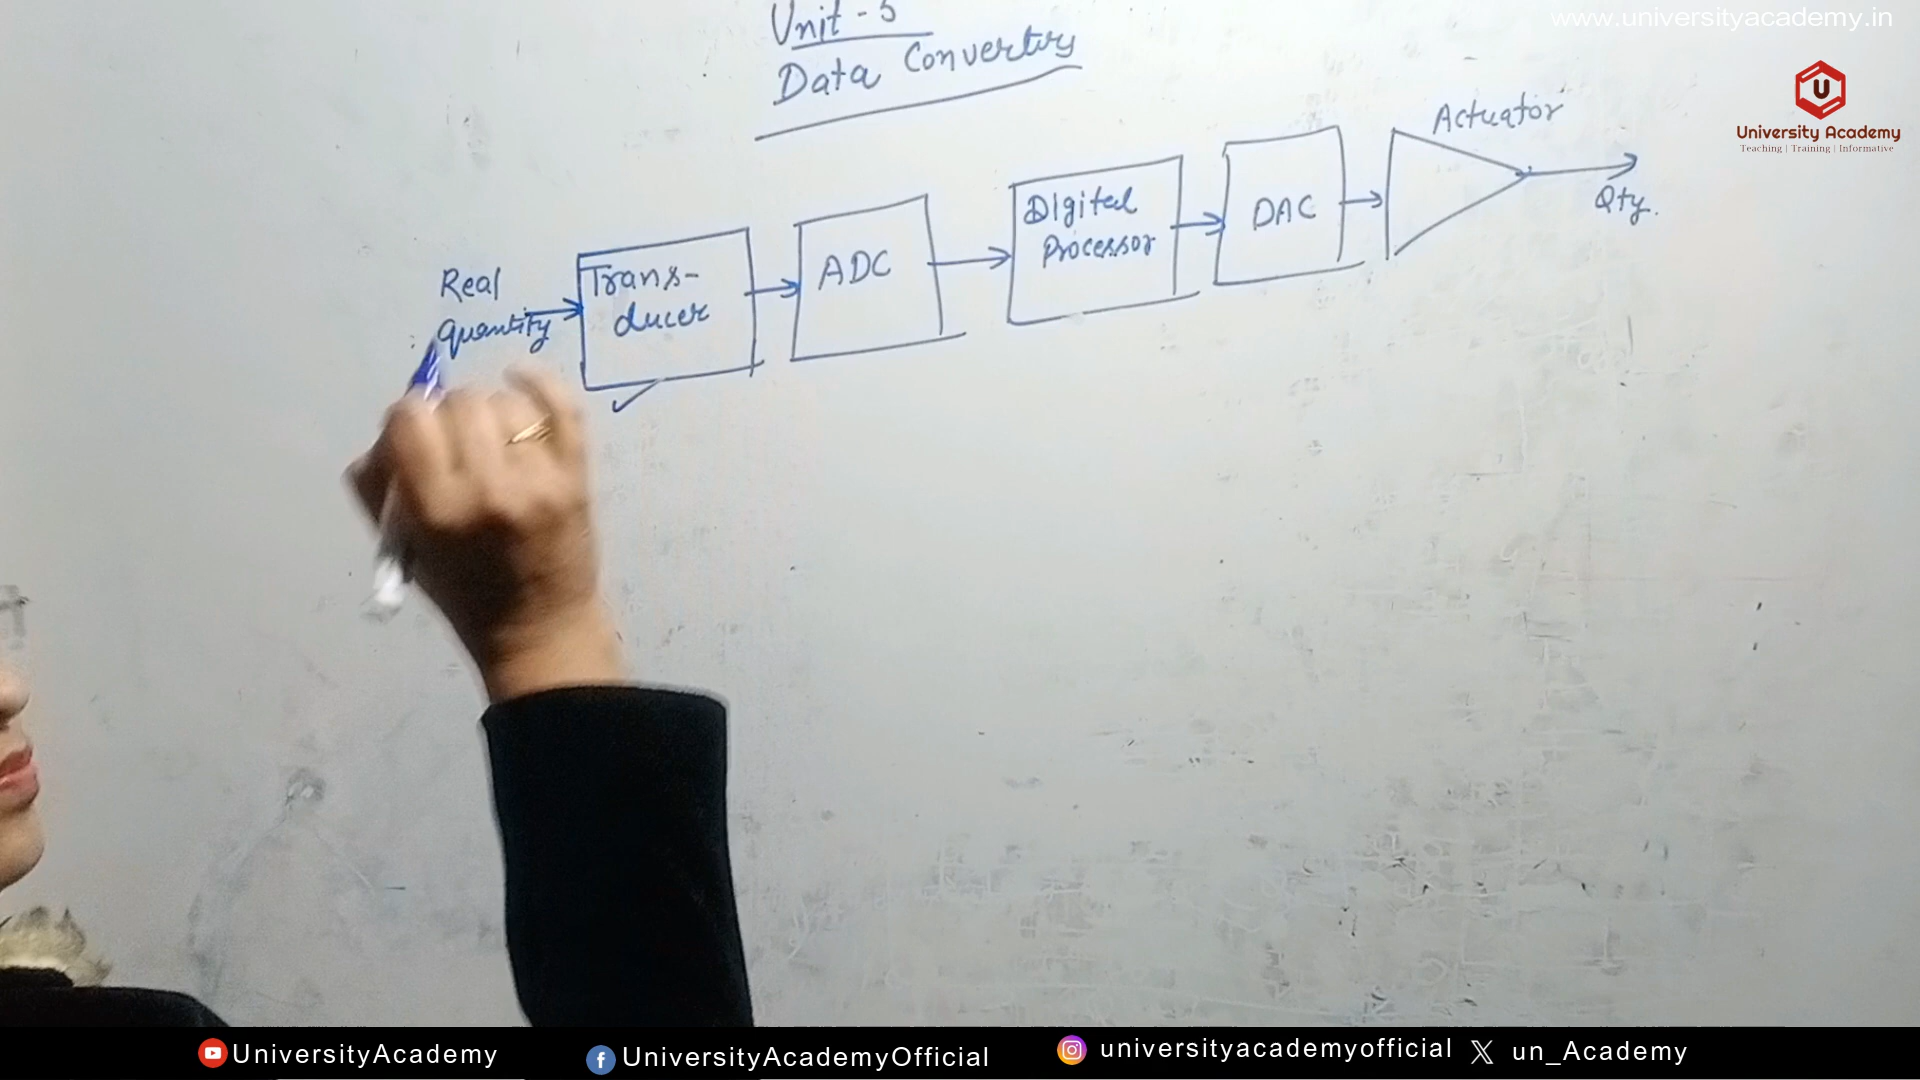 www.universityacademy.in
Unit - 5
Data Converters
U
University Academy
Teaching | Training | Informative
Actuator
Real
quantity
Trans-
ducer
ADC
Digital
Processor
DAC
Qty.
UniversityAcademy
UniversityAcademyOfficial
universityacademyofficial
un_Academy